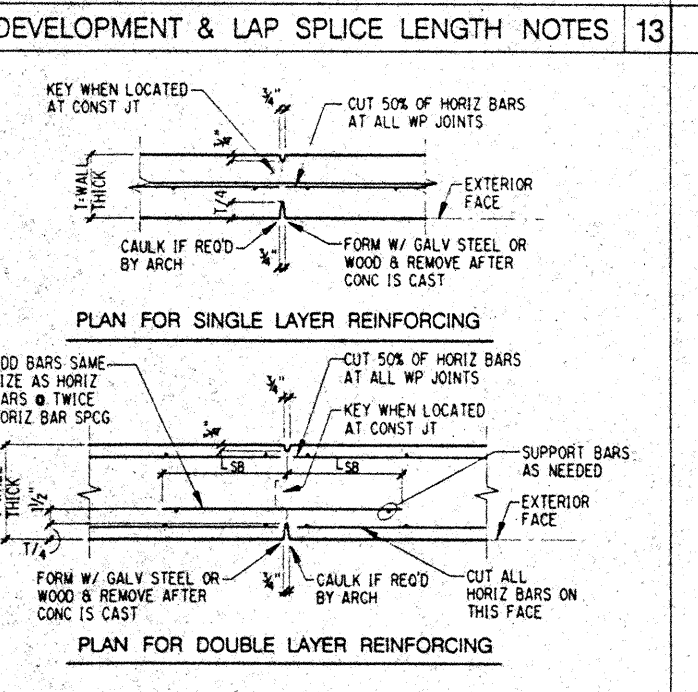 DEVELOPMENT & LAP SPLICE LENGTH NOTES 13
KEY WHEN LOCATED
AT CONST JT
3/4"
CUT 50% OF HORIZ BARS
AT ALL WP JOINTS
T=WALL
THICK
T/4
EXTERIOR
FACE
CAULK IF REQ'D
BY ARCH
3/4"
FORM W/ GALV STEEL OR
WOOD & REMOVE AFTER
CONC IS CAST
PLAN FOR SINGLE LAYER REINFORCING
DD BARS SAME
IZE AS HORIZ
ARS @ TWICE
ORIZ BAR SPCG
3/4"
CUT 50% OF HORIZ BARS
AT ALL WP JOINTS
KEY WHEN LOCATED
AT CONST JT
LSB
LSB
SUPPORT BARS
AS NEEDED
THICK
1 1/2"
EXTERIOR
FACE
T/4
FORM W/ GALV STEEL OR
WOOD & REMOVE AFTER
CONC IS CAST
3/4"
CAULK IF REQ'D
BY ARCH
CUT ALL
HORIZ BARS ON
THIS FACE
PLAN FOR DOUBLE LAYER REINFORCING